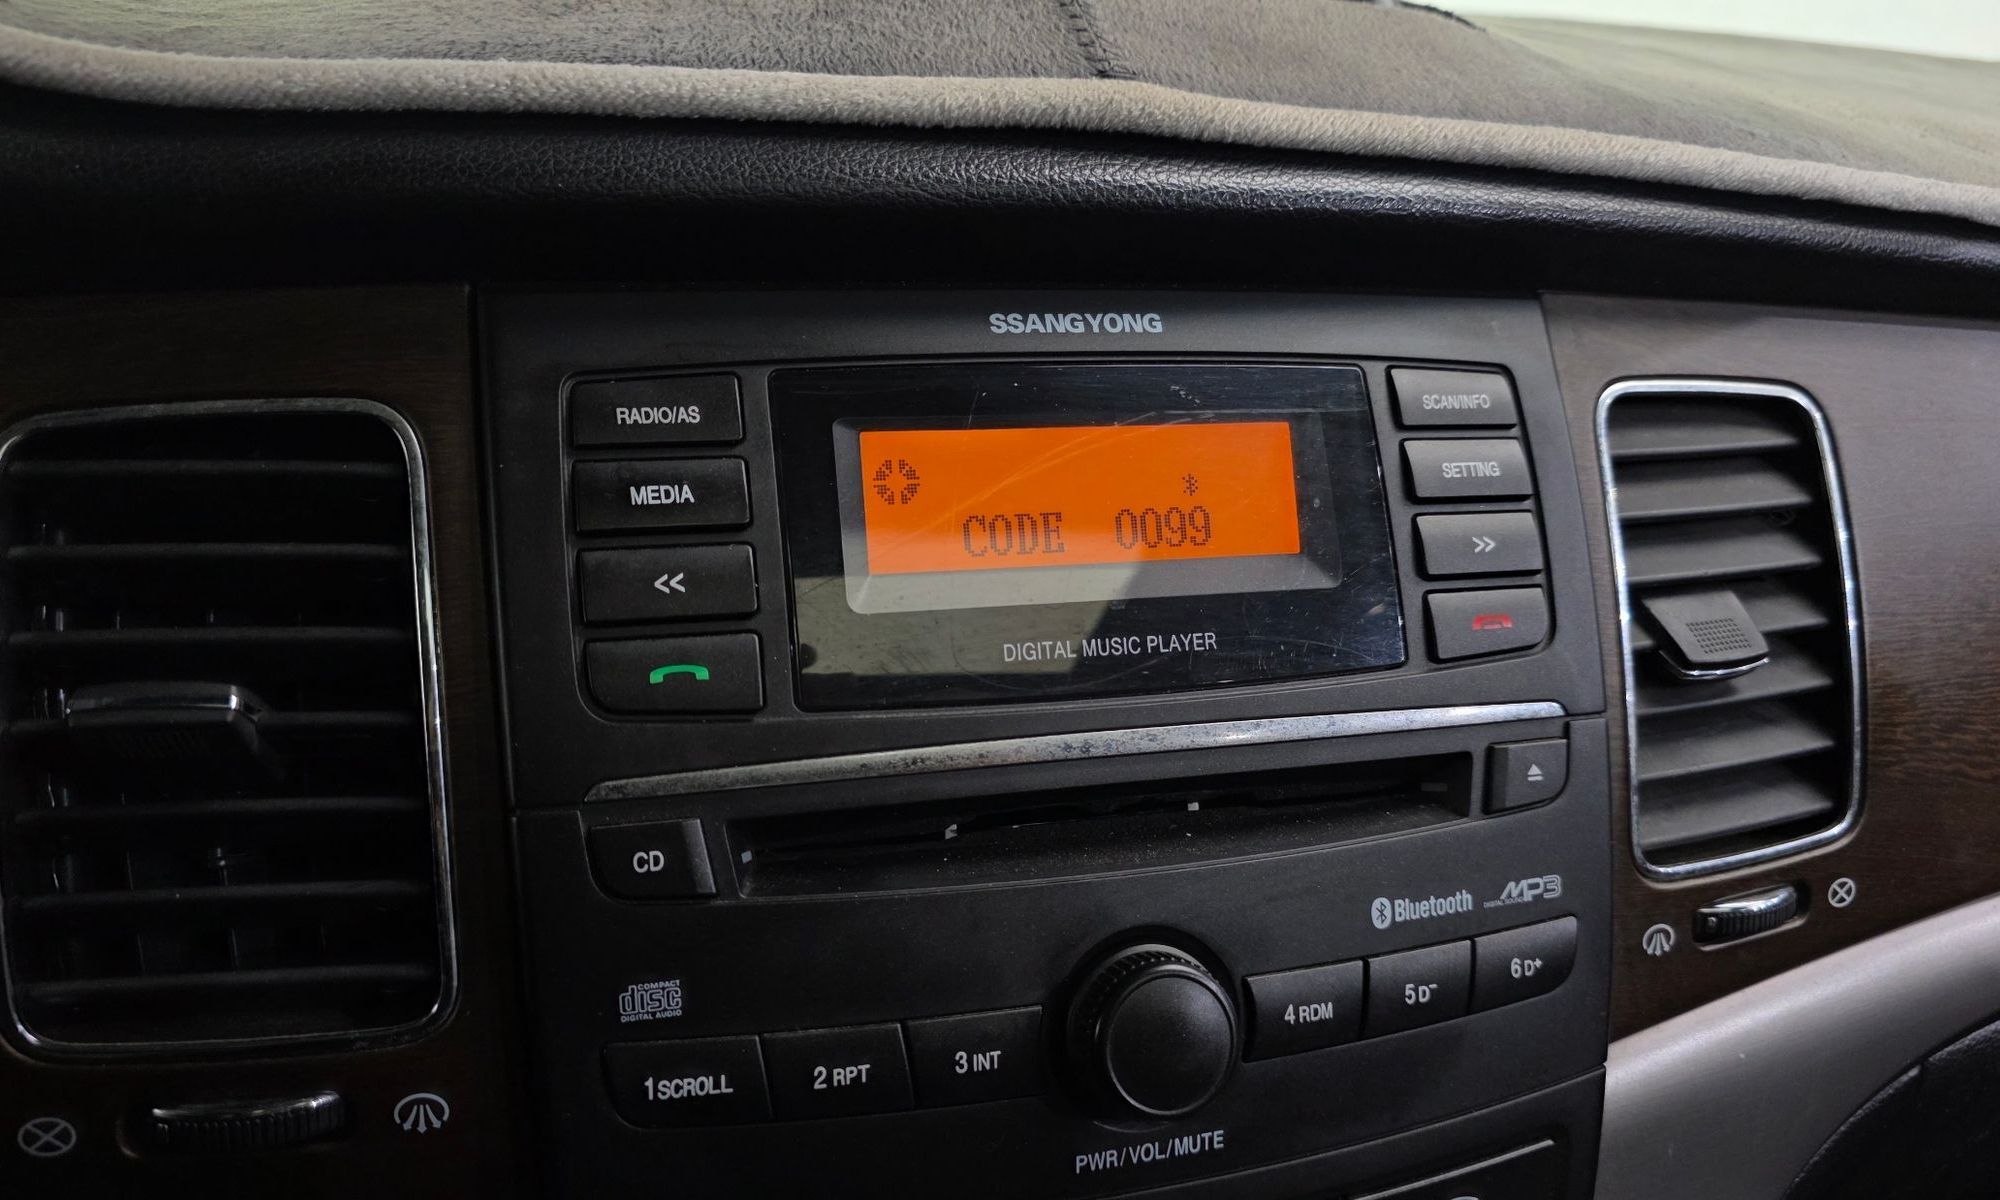 SSANGYONG
RADIO/AS
SCAN/INFO
MEDIA
SETTING
<<
CODE 0099
>>
DIGITAL MUSIC PLAYER
CD
Bluetooth
MP3
COMPACT
disc
DIGITAL AUDIO
1 SCROLL
2 RPT
3 INT
4 RDM
5 D-
6 D+
PWR/VOL/MUTE